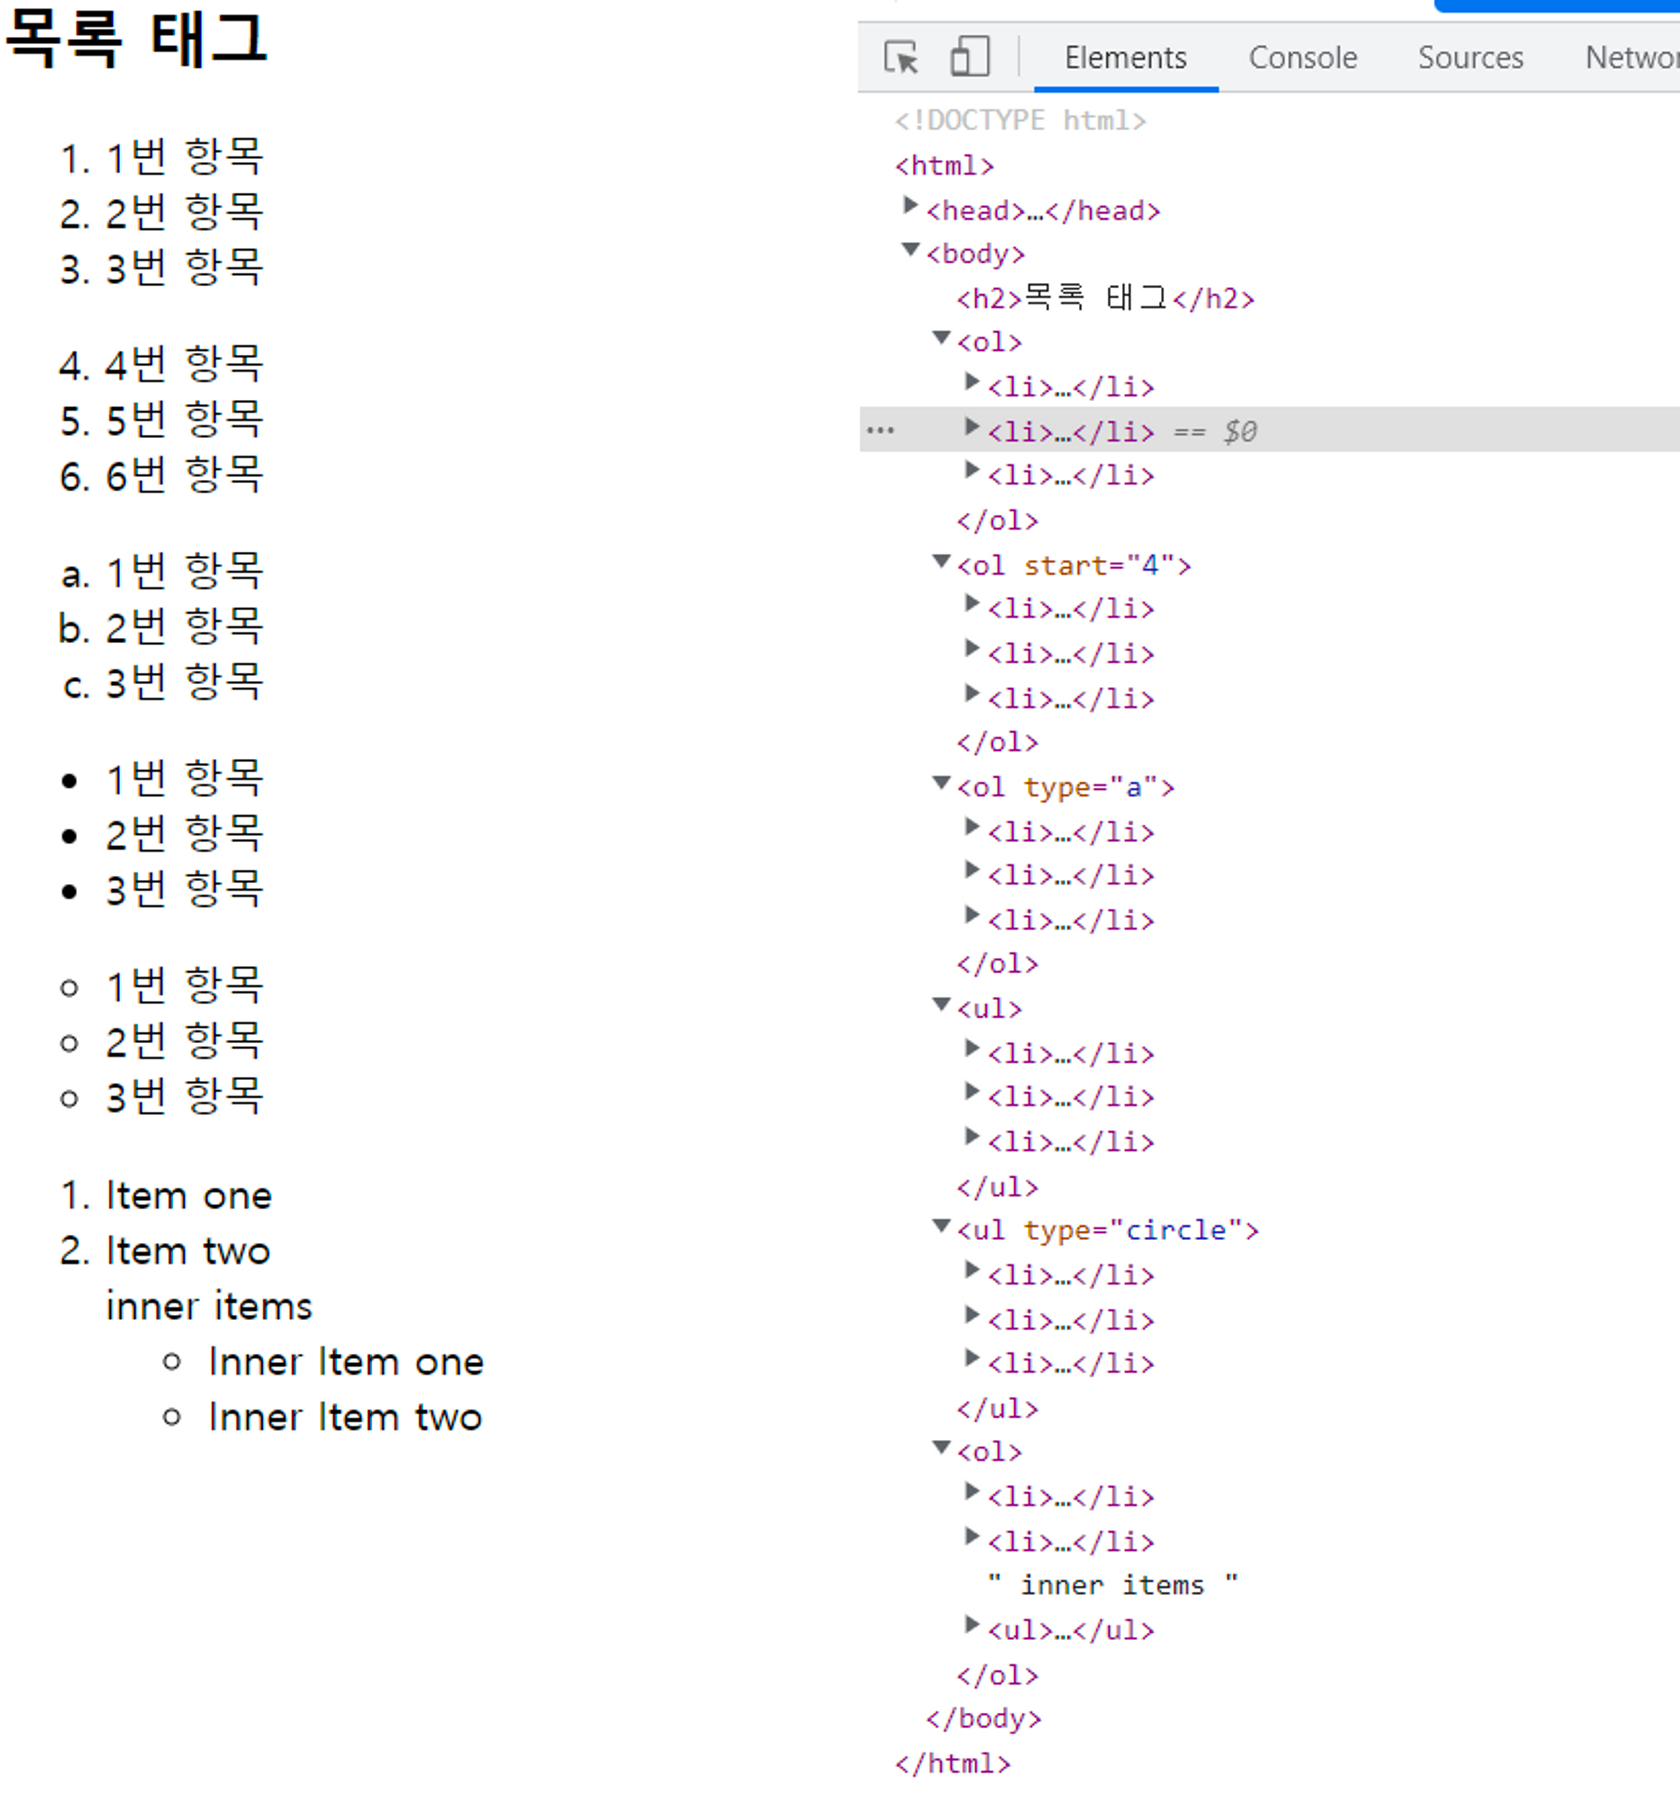 목록 태그
1. 1번 항목
2. 2번 항목
3. 3번 항목
4. 4번 항목
5. 5번 항목
6. 6번 항목
a. 1번 항목
b. 2번 항목
c. 3번 항목
• 1번 항목
• 2번 항목
• 3번 항목
○ 1번 항목
○ 2번 항목
○ 3번 항목
1. Item one
2. Item two
inner items
○ Inner Item one
○ Inner Item two
Elements Console Sources Networ
<!DOCTYPE html>
<html>
<head>…</head>
<body>
<h2>목록 태그</h2>
<ol>
<li>…</li>
<li>…</li> == $0
<li>…</li>
</ol>
<ol start="4">
<li>…</li>
<li>…</li>
<li>…</li>
</ol>
<ol type="a">
<li>…</li>
<li>…</li>
<li>…</li>
</ol>
<ul>
<li>…</li>
<li>…</li>
<li>…</li>
</ul>
<ul type="circle">
<li>…</li>
<li>…</li>
<li>…</li>
</ul>
<ol>
<li>…</li>
<li>…</li>
" inner items "
<ul>…</ul>
</ol>
</body>
</html>